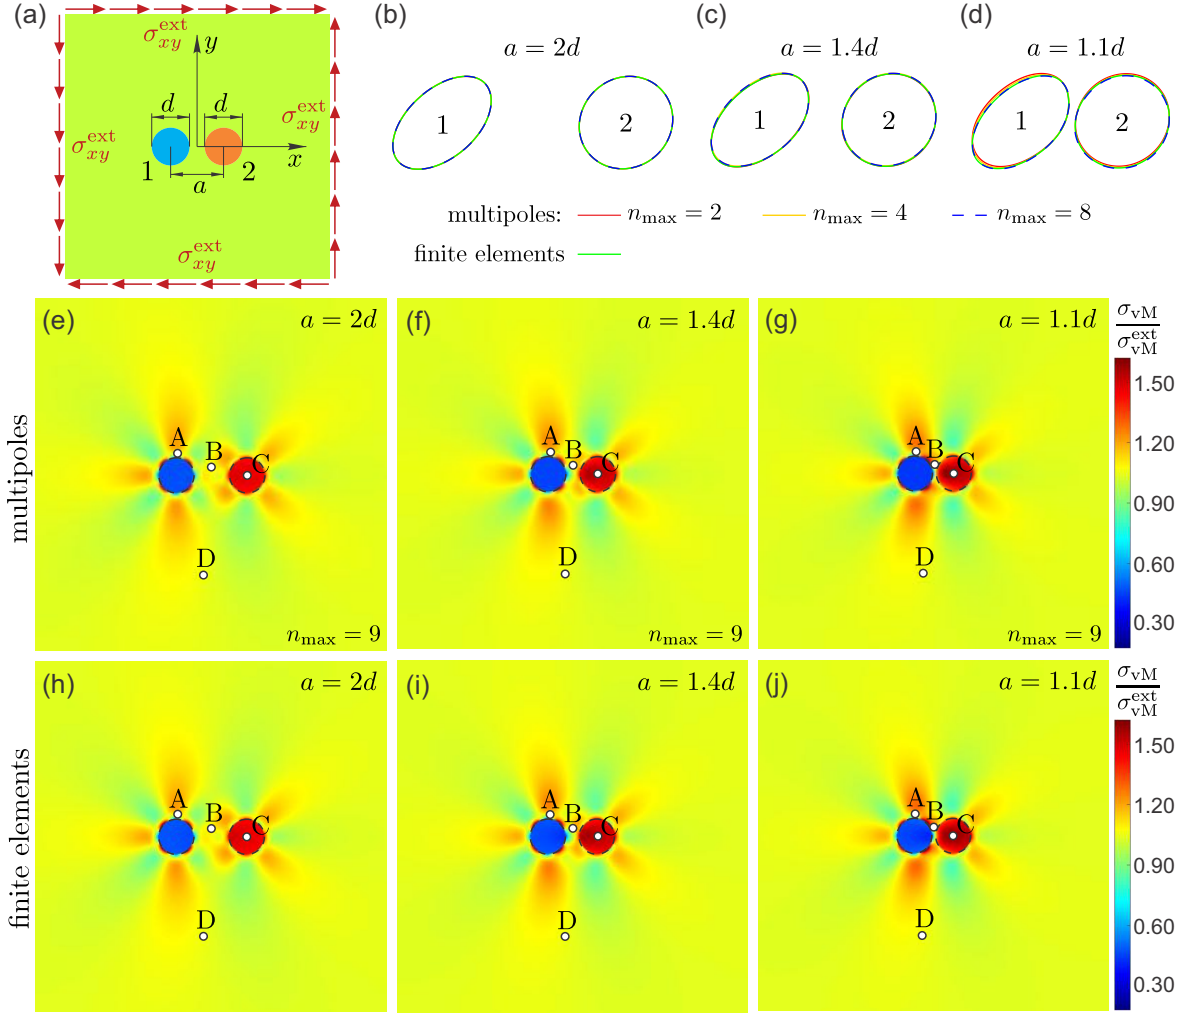 (a)
σ_xy^ext
y
d d
σ_xy^ext
σ_xy^ext
x
1 2
a
σ_xy^ext
(b)
a = 2d
1
2
(c)
a = 1.4d
1
2
(d)
a = 1.1d
1
2
multipoles: n_max = 2 n_max = 4 n_max = 8
finite elements
multipoles
(e)
a = 2d
A
B
C
D
n_max = 9
(f)
a = 1.4d
A
B
C
D
n_max = 9
(g)
a = 1.1d
A
B
C
D
n_max = 9
σ_vM
σ_vM^ext
1.50
1.20
0.90
0.60
0.30
finite elements
(h)
a = 2d
A
B
C
D
(i)
a = 1.4d
A
B
C
D
(j)
a = 1.1d
A
B
C
D
σ_vM
σ_vM^ext
1.50
1.20
0.90
0.60
0.30